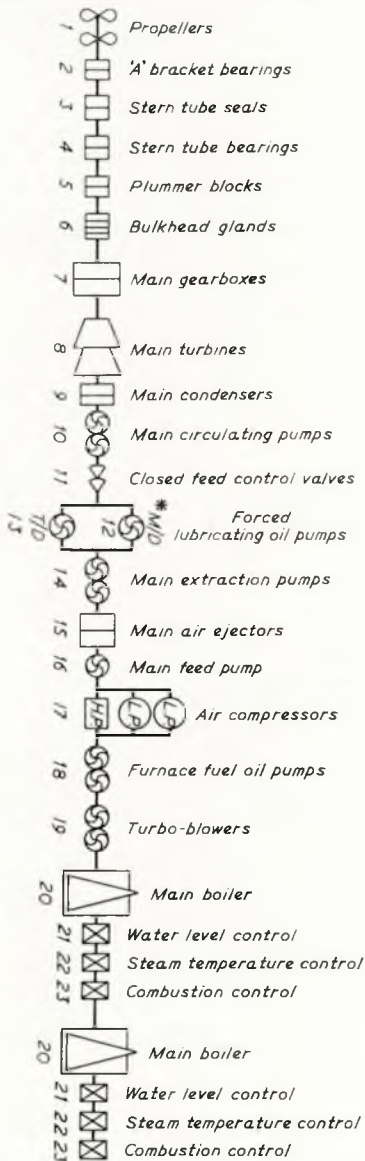 1 Propellers
2 'A' bracket bearings
3 Stern tube seals
4 Stern tube bearings
5 Plummer blocks
6 Bulkhead glands
7 Main gearboxes
8 Main turbines
9 Main condensers
10 Main circulating pumps
11 Closed feed control valves
13 T/D 12 M/D * Forced
lubricating oil pumps
14 Main extraction pumps
15 Main air ejectors
16 Main feed pump
17 HP LP LP Air compressors
18 Furnace fuel oil pumps
19 Turbo-blowers
20 Main boiler
21 Water level control
22 Steam temperature control
23 Combustion control
20 Main boiler
21 Water level control
22 Steam temperature control
23 Combustion control